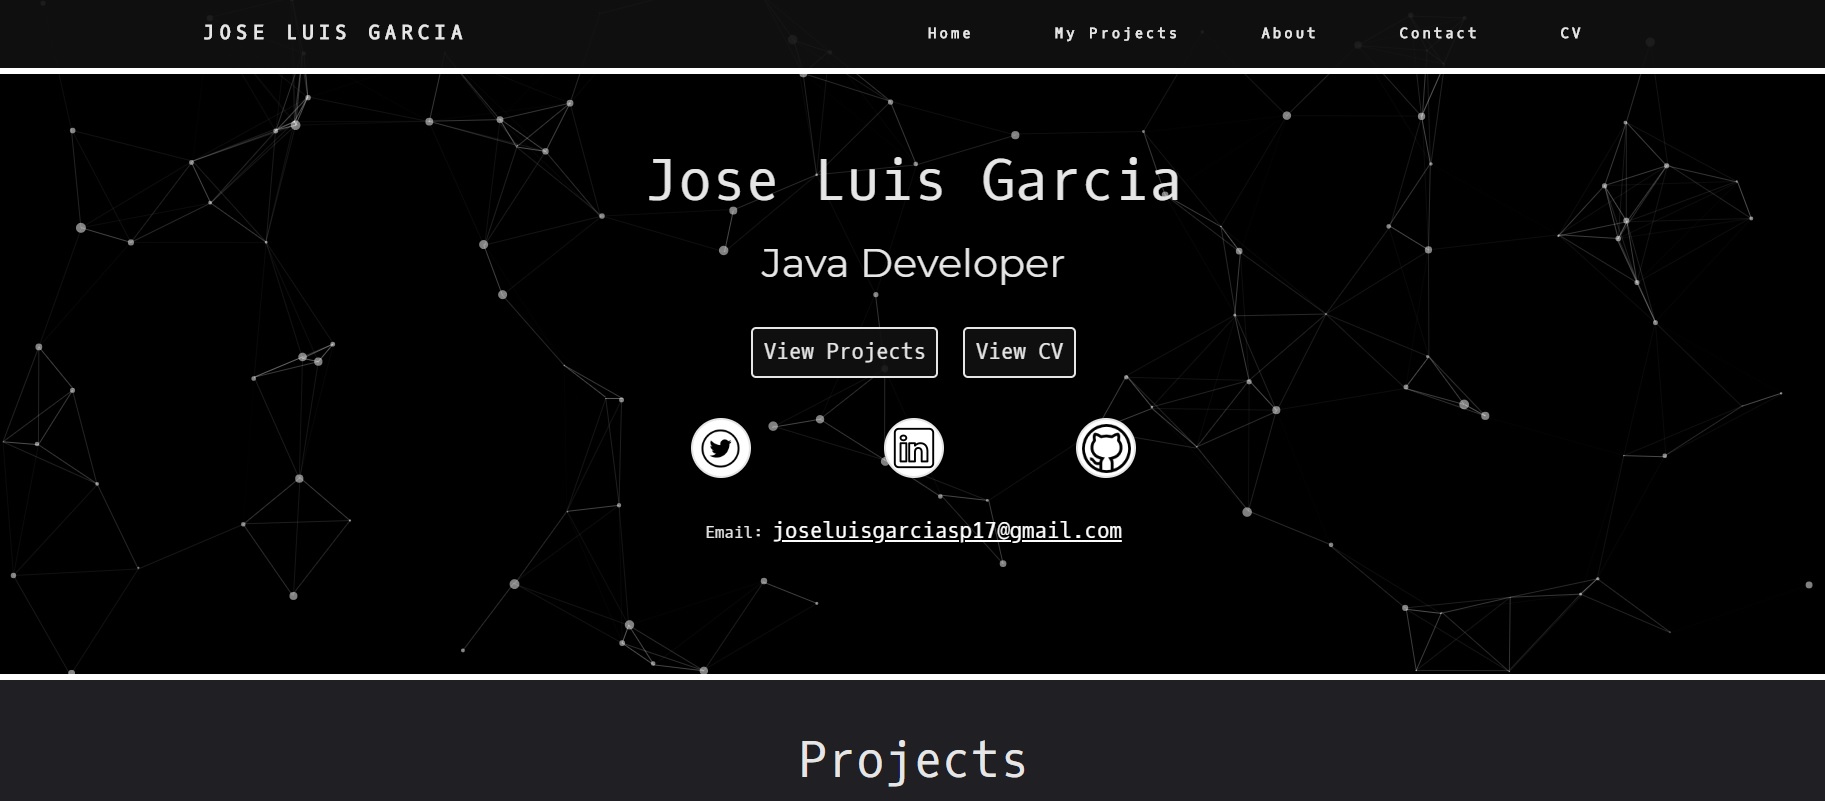 JOSE LUIS GARCIA Home My Projects About Contact CV
Jose Luis Garcia
Java Developer
View Projects View CV
in
Email: joseluisgarciasp17@gmail.com
Projects